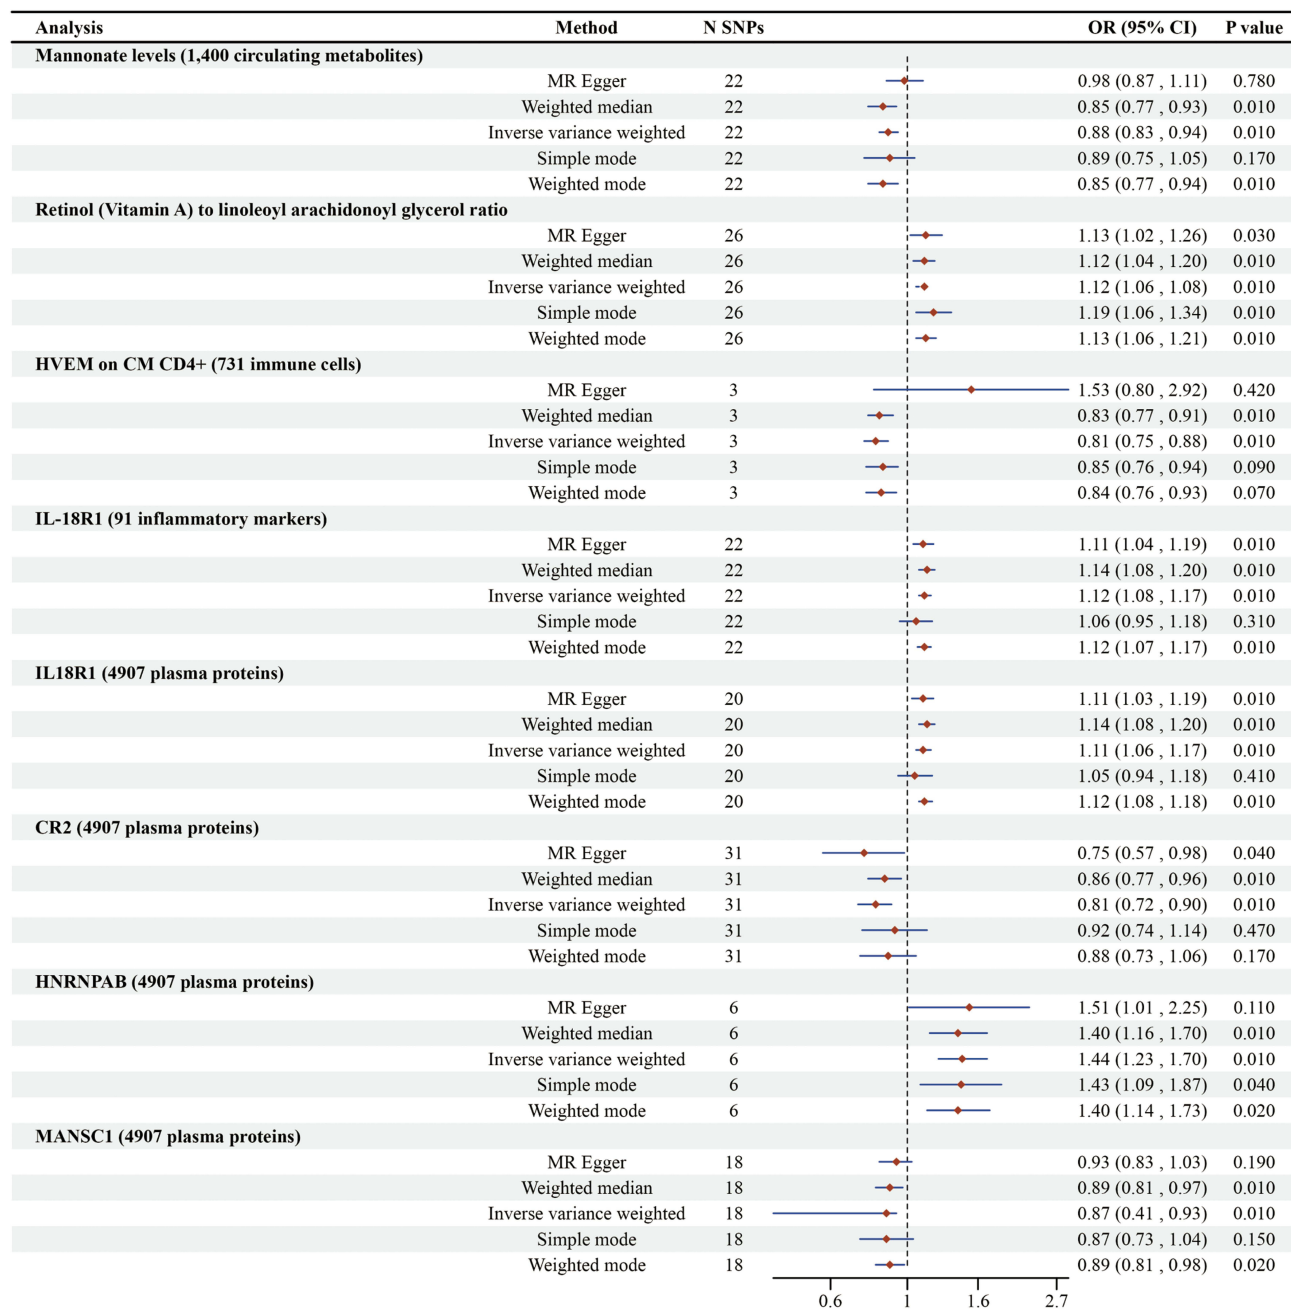 Analysis Method N SNPs OR (95% CI) P value
Mannonate levels (1,400 circulating metabolites)
MR Egger 22 0.98 (0.87 , 1.11) 0.780
Weighted median 22 0.85 (0.77 , 0.93) 0.010
Inverse variance weighted 22 0.88 (0.83 , 0.94) 0.010
Simple mode 22 0.89 (0.75 , 1.05) 0.170
Weighted mode 22 0.85 (0.77 , 0.94) 0.010
Retinol (Vitamin A) to linoleoyl arachidonoyl glycerol ratio
MR Egger 26 1.13 (1.02 , 1.26) 0.030
Weighted median 26 1.12 (1.04 , 1.20) 0.010
Inverse variance weighted 26 1.12 (1.06 , 1.08) 0.010
Simple mode 26 1.19 (1.06 , 1.34) 0.010
Weighted mode 26 1.13 (1.06 , 1.21) 0.010
HVEM on CM CD4+ (731 immune cells)
MR Egger 3 1.53 (0.80 , 2.92) 0.420
Weighted median 3 0.83 (0.77 , 0.91) 0.010
Inverse variance weighted 3 0.81 (0.75 , 0.88) 0.010
Simple mode 3 0.85 (0.76 , 0.94) 0.090
Weighted mode 3 0.84 (0.76 , 0.93) 0.070
IL-18R1 (91 inflammatory markers)
MR Egger 22 1.11 (1.04 , 1.19) 0.010
Weighted median 22 1.14 (1.08 , 1.20) 0.010
Inverse variance weighted 22 1.12 (1.08 , 1.17) 0.010
Simple mode 22 1.06 (0.95 , 1.18) 0.310
Weighted mode 22 1.12 (1.07 , 1.17) 0.010
IL18R1 (4907 plasma proteins)
MR Egger 20 1.11 (1.03 , 1.19) 0.010
Weighted median 20 1.14 (1.08 , 1.20) 0.010
Inverse variance weighted 20 1.11 (1.06 , 1.17) 0.010
Simple mode 20 1.05 (0.94 , 1.18) 0.410
Weighted mode 20 1.12 (1.08 , 1.18) 0.010
CR2 (4907 plasma proteins)
MR Egger 31 0.75 (0.57 , 0.98) 0.040
Weighted median 31 0.86 (0.77 , 0.96) 0.010
Inverse variance weighted 31 0.81 (0.72 , 0.90) 0.010
Simple mode 31 0.92 (0.74 , 1.14) 0.470
Weighted mode 31 0.88 (0.73 , 1.06) 0.170
HNRNPAB (4907 plasma proteins)
MR Egger 6 1.51 (1.01 , 2.25) 0.110
Weighted median 6 1.40 (1.16 , 1.70) 0.010
Inverse variance weighted 6 1.44 (1.23 , 1.70) 0.010
Simple mode 6 1.43 (1.09 , 1.87) 0.040
Weighted mode 6 1.40 (1.14 , 1.73) 0.020
MANSC1 (4907 plasma proteins)
MR Egger 18 0.93 (0.83 , 1.03) 0.190
Weighted median 18 0.89 (0.81 , 0.97) 0.010
Inverse variance weighted 18 0.87 (0.41 , 0.93) 0.010
Simple mode 18 0.87 (0.73 , 1.04) 0.150
Weighted mode 18 0.89 (0.81 , 0.98) 0.020
0.6 1 1.6 2.7